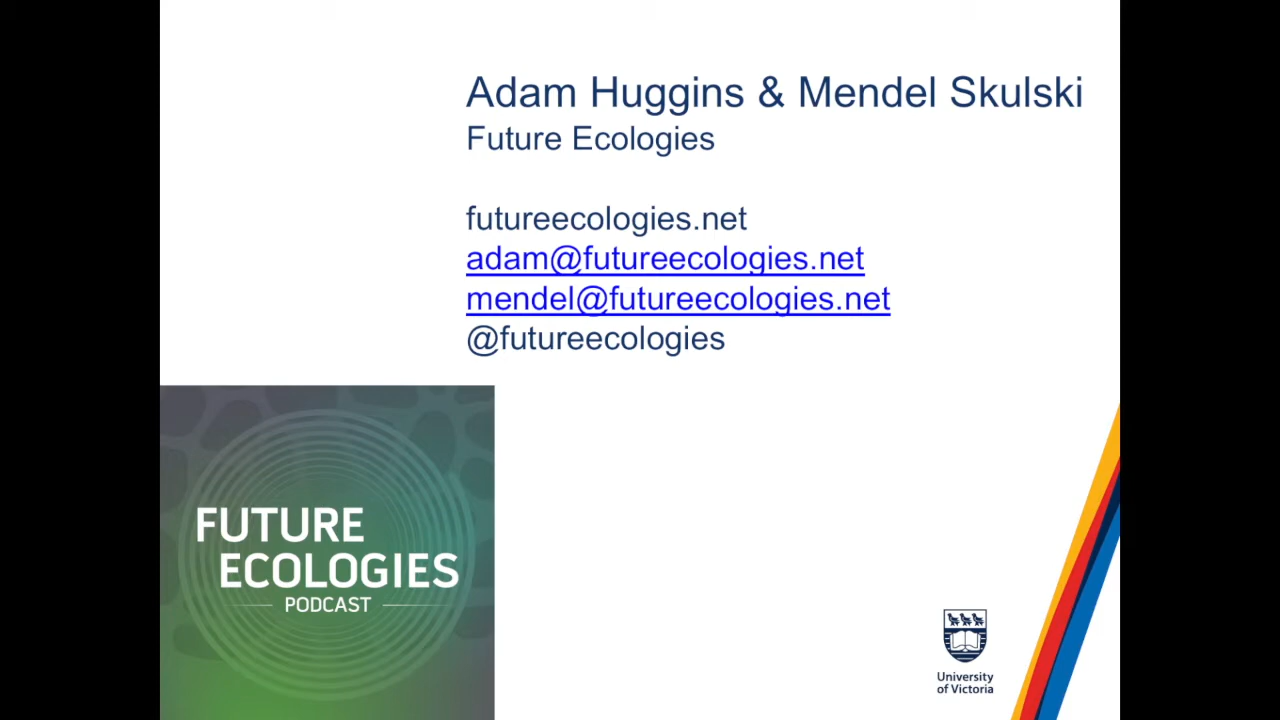 Adam Huggins & Mendel Skulski
Future Ecologies
futureecologies.net
adam@futureecologies.net
mendel@futureecologies.net
@futureecologies
FUTURE
ECOLOGIES
PODCAST
University
of Victoria